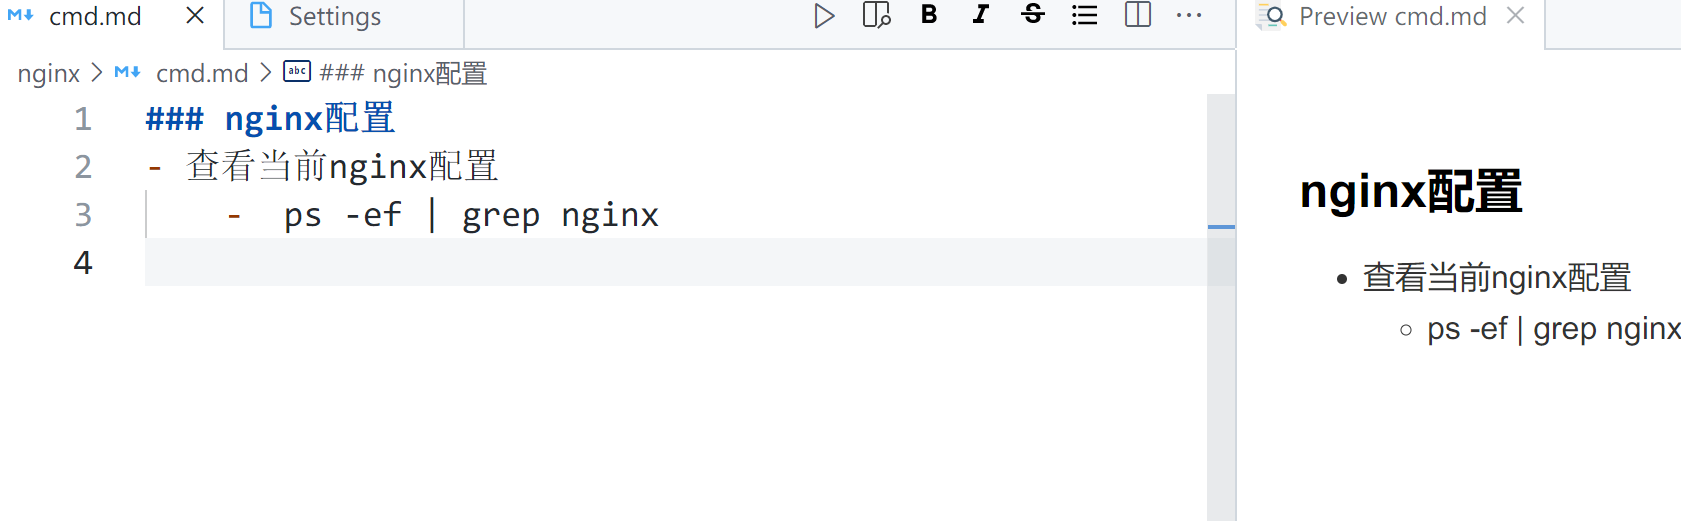 cmd.md
Settings
B I S
Preview cmd.md
nginx > cmd.md > abc ### nginx配置
1 ### nginx配置
2 - 查看当前nginx配置
3 - ps -ef | grep nginx
4
nginx配置
查看当前nginx配置
ps -ef | grep nginx